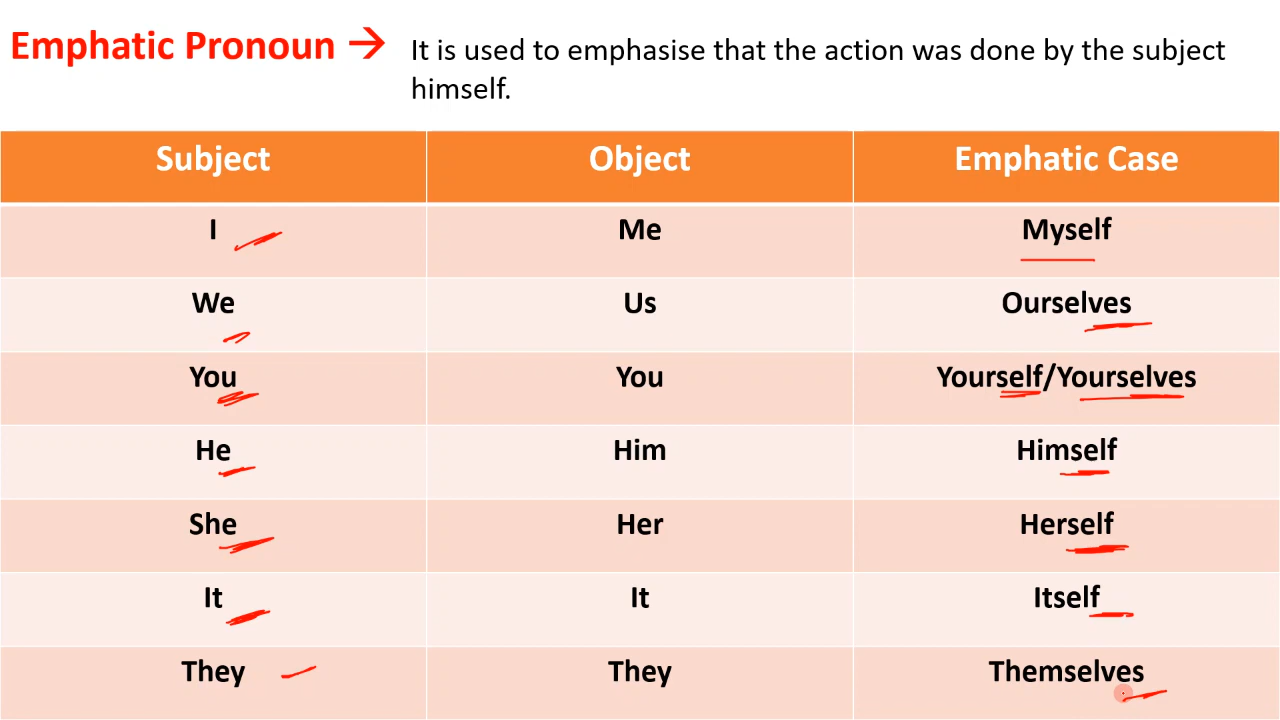 Emphatic Pronoun → It is used to emphasise that the action was done by the subject
himself.
Subject Object Emphatic Case
I Me Myself
We Us Ourselves
You You Yourself/Yourselves
He Him Himself
She Her Herself
It It Itself
They They Themselves